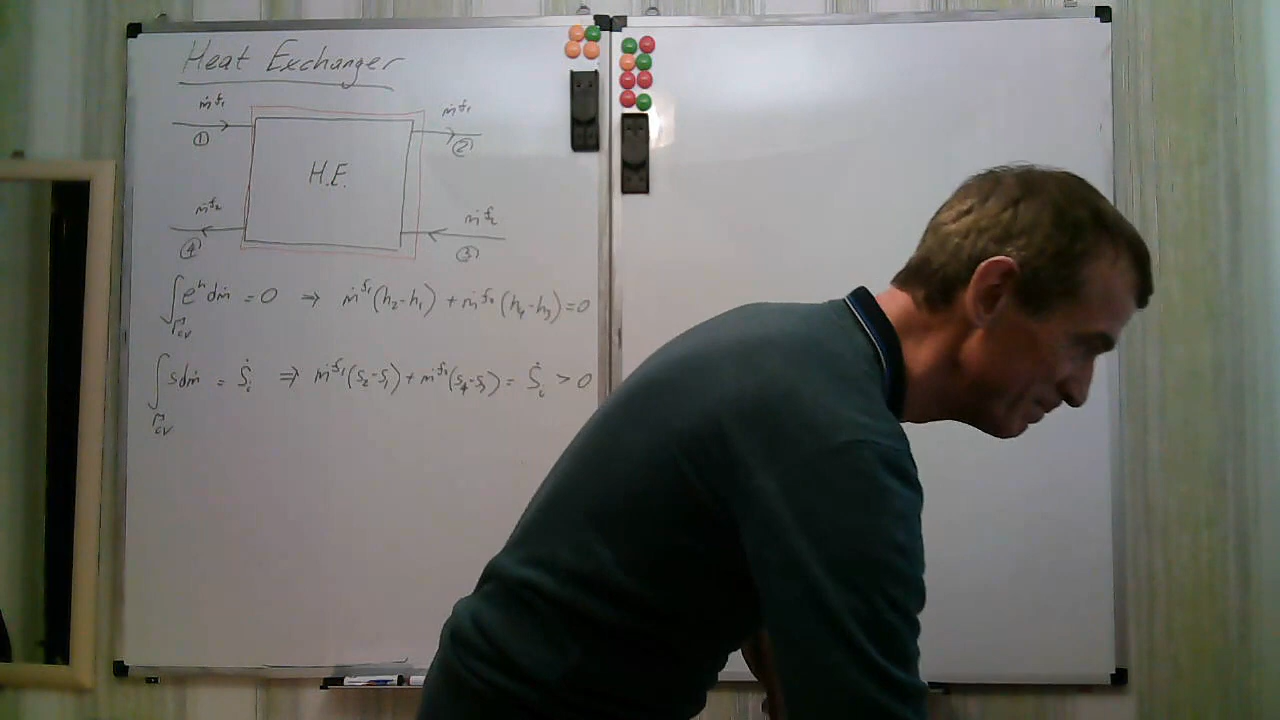 Heat Exchanger
ṁ^f₁ ṁ^f₁
① ②
H.E.
ṁ^f₂ ṁ^f₂
④ ③
∫_Γcv e^h dṁ = 0 ⇒ ṁ^f₁(h₂-h₁) + ṁ^f₂(h₄-h₃) = 0
∫_Γcv s dṁ = Ṡᵢ ⇒ ṁ^f₁(s₂-s₁) + ṁ^f₂(s₄-s₃) = Ṡᵢ > 0